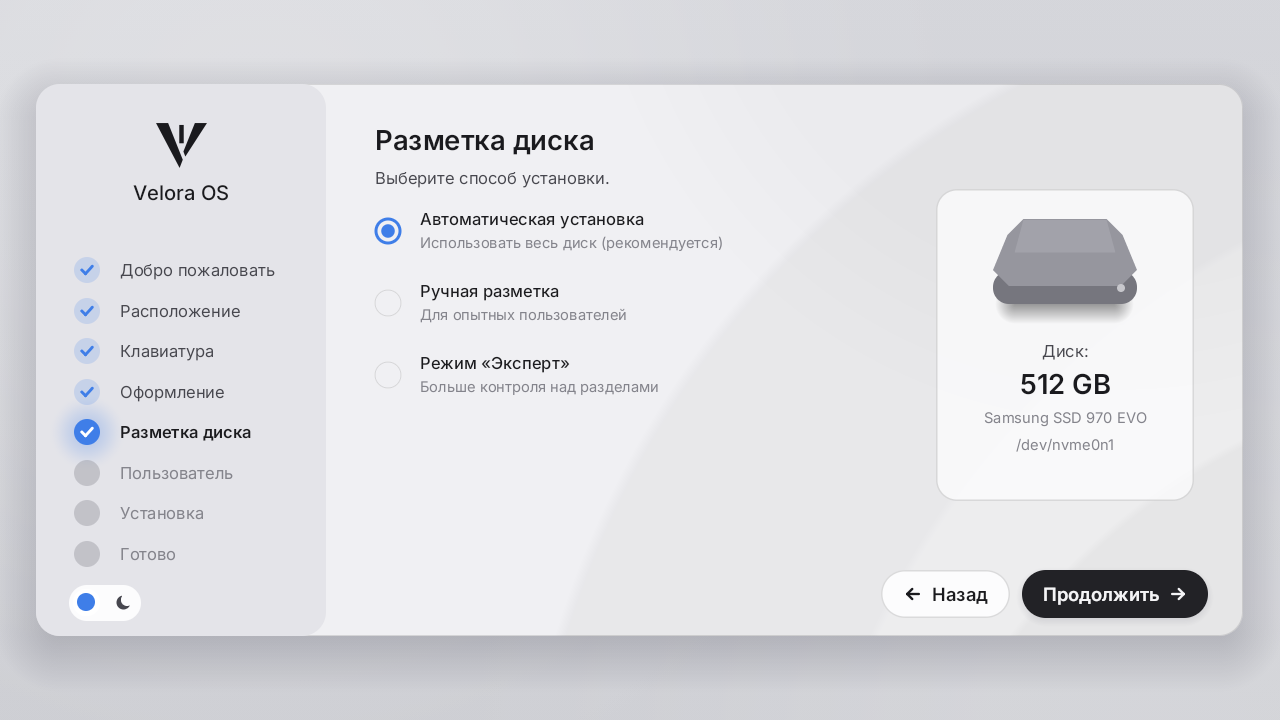 Velora OS
Добро пожаловать
Расположение
Клавиатура
Оформление
Разметка диска
Пользователь
Установка
Готово
Разметка диска
Выберите способ установки.
Автоматическая установка
Использовать весь диск (рекомендуется)
Ручная разметка
Для опытных пользователей
Режим «Эксперт»
Больше контроля над разделами
Диск:
512 GB
Samsung SSD 970 EVO
/dev/nvme0n1
Назад
Продолжить